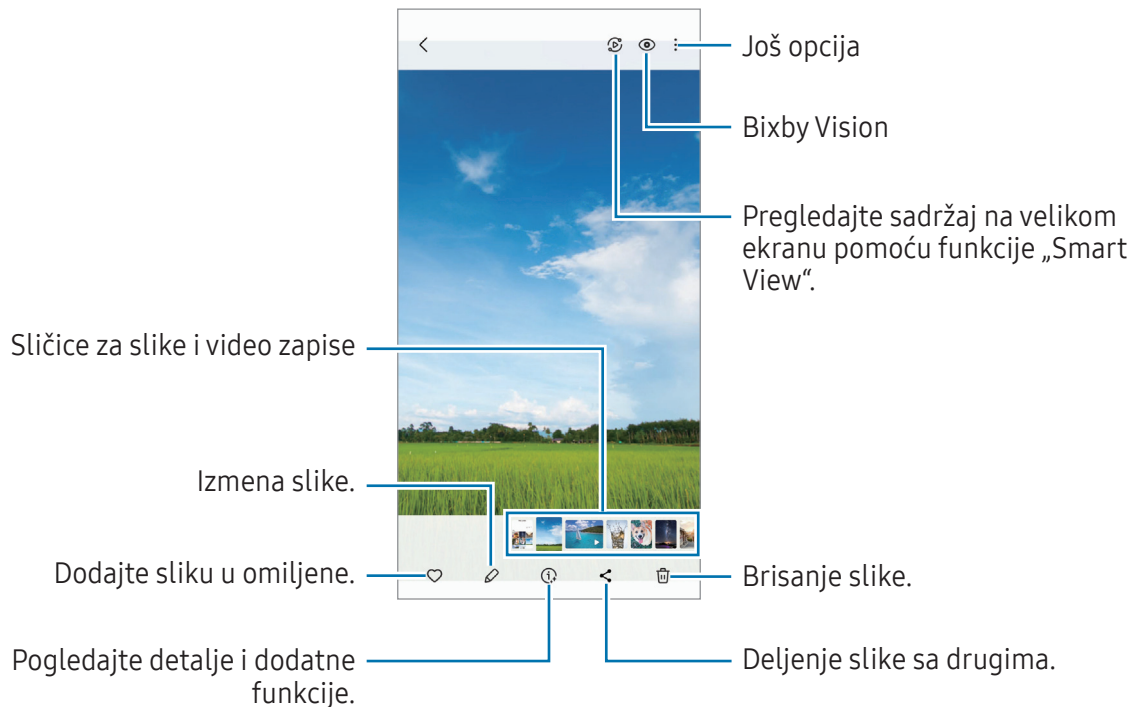 Još opcija
Bixby Vision
Pregledajte sadržaj na velikom
ekranu pomoću funkcije „Smart
View“.
Sličice za slike i video zapise
Izmena slike.
Dodajte sliku u omiljene.
Brisanje slike.
Pogledajte detalje i dodatne
funkcije.
Deljenje slike sa drugima.